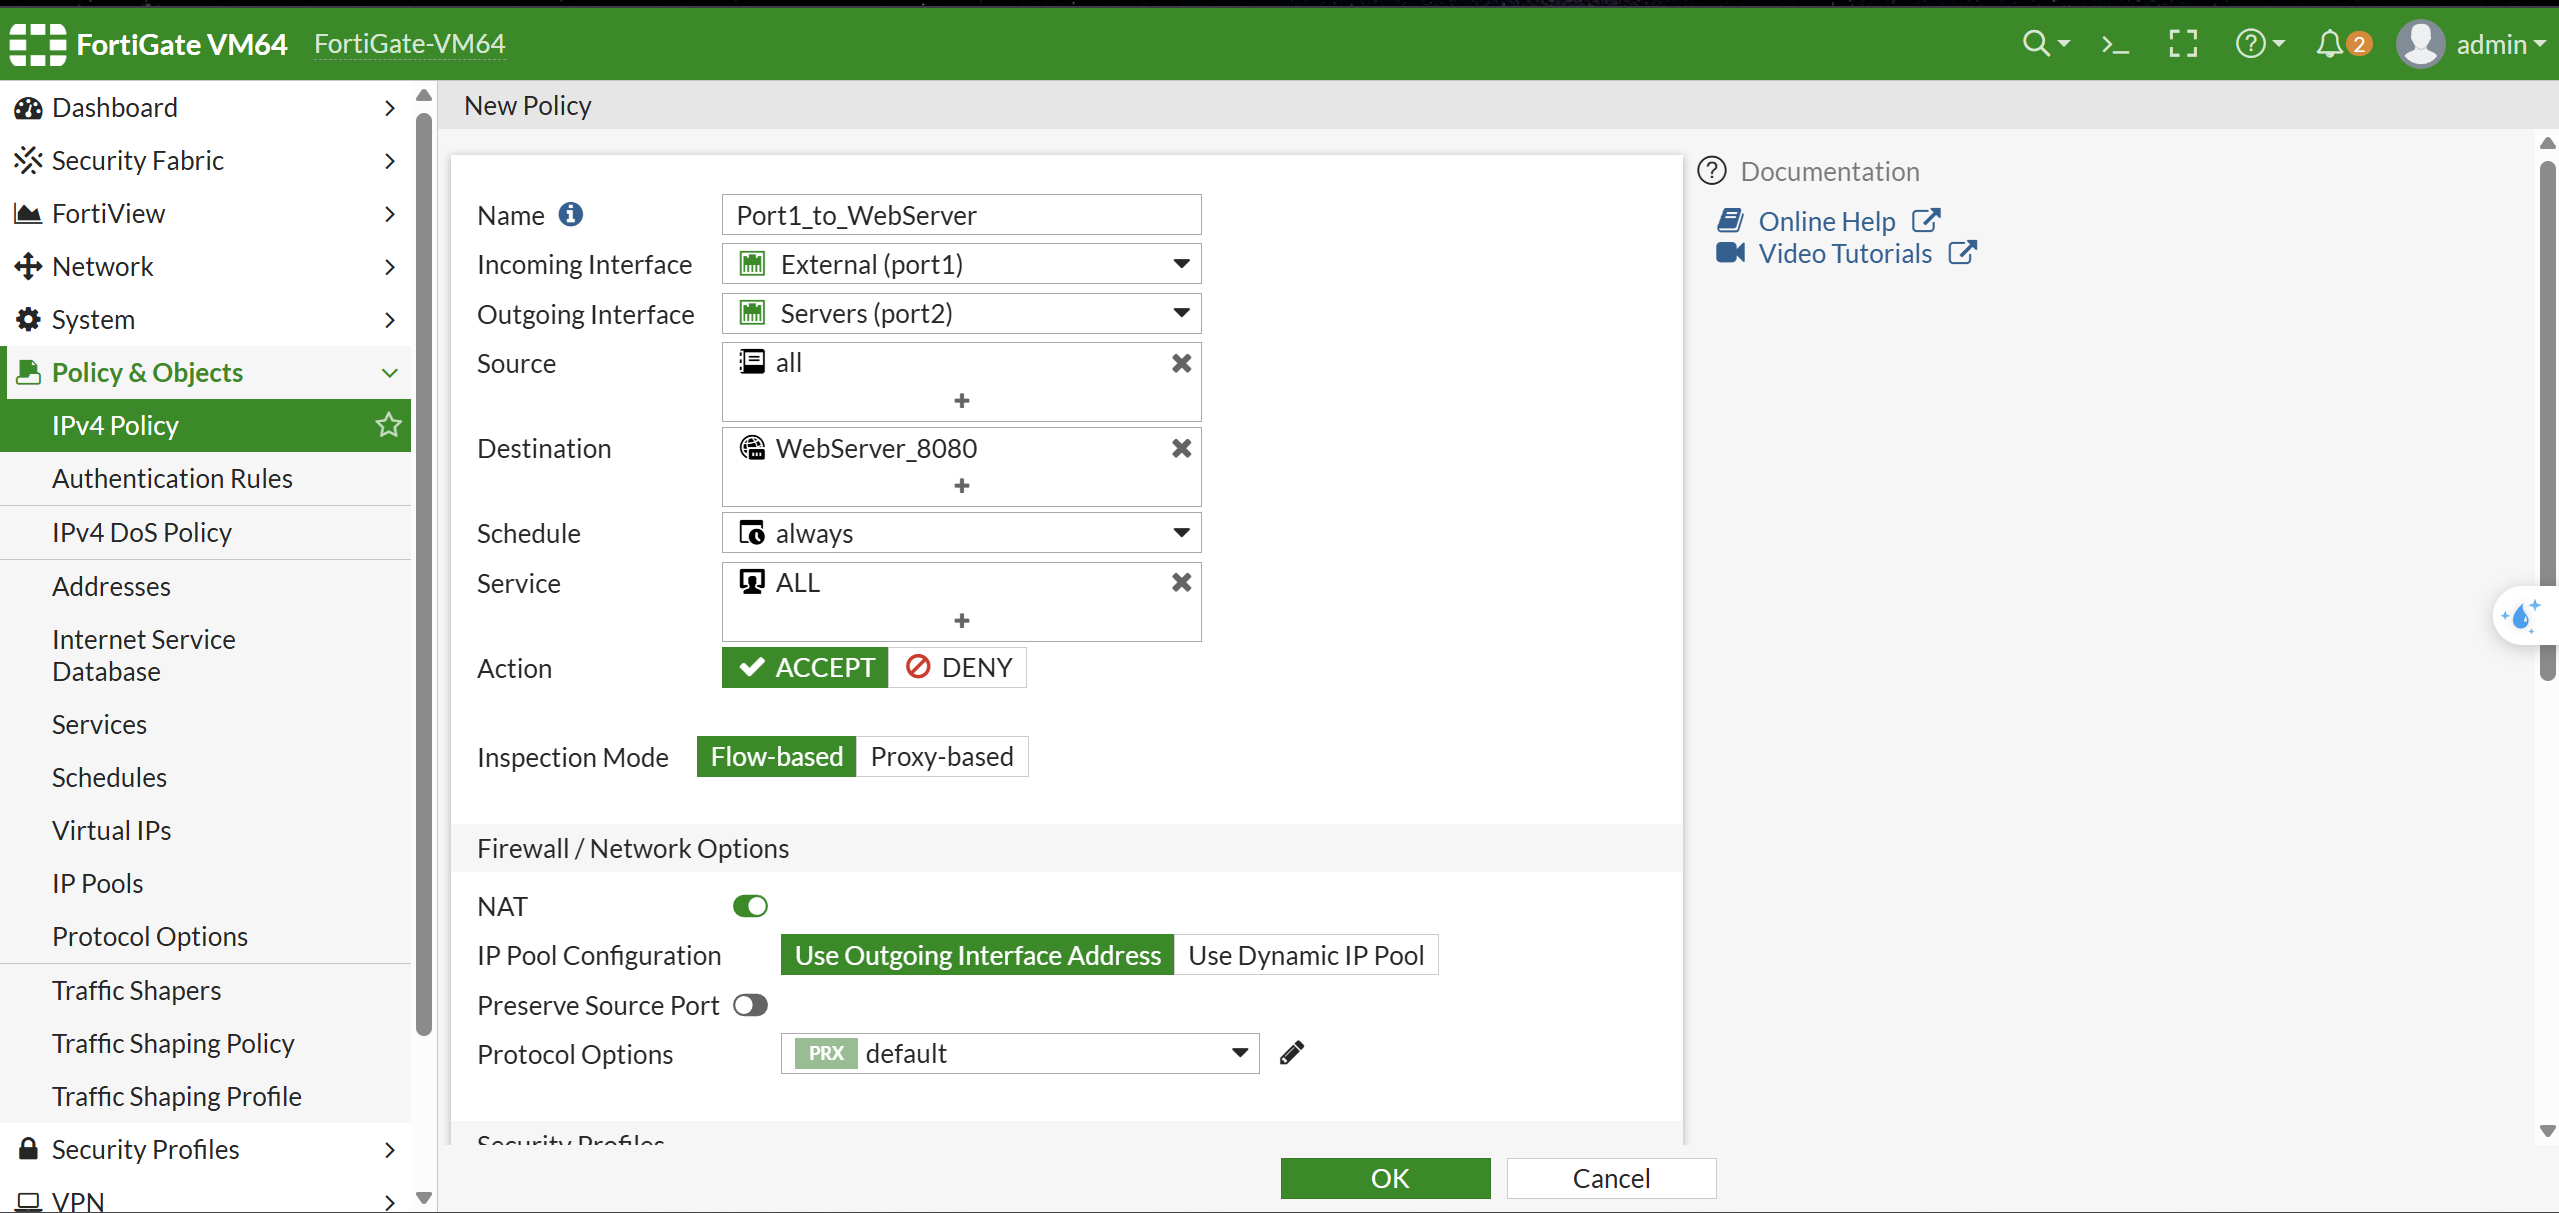 FortiGate VM64 FortiGate-VM64 2 admin
Dashboard
Security Fabric
FortiView
Network
System
Policy & Objects
IPv4 Policy
Authentication Rules
IPv4 DoS Policy
Addresses
Internet Service
Database
Services
Schedules
Virtual IPs
IP Pools
Protocol Options
Traffic Shapers
Traffic Shaping Policy
Traffic Shaping Profile
Security Profiles
VPN
New Policy
Name Port1_to_WebServer
Incoming Interface External (port1)
Outgoing Interface Servers (port2)
Source all
+
Destination WebServer_8080
+
Schedule always
Service ALL
+
Action ACCEPT DENY
Inspection Mode Flow-based Proxy-based
Firewall / Network Options
NAT
IP Pool Configuration Use Outgoing Interface Address Use Dynamic IP Pool
Preserve Source Port
Protocol Options PRX default
Security Profiles
OK Cancel
Documentation
Online Help
Video Tutorials